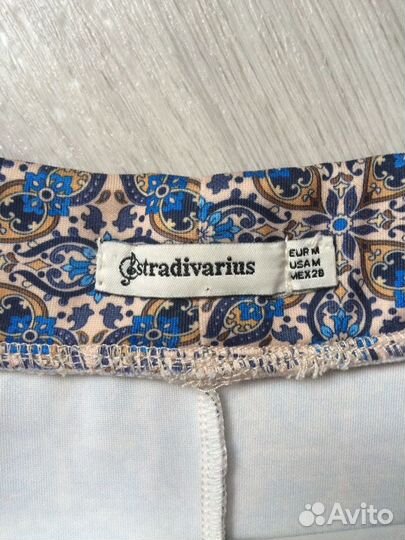 Stradivarius
EUR M
USA M
MEX 28
Avito